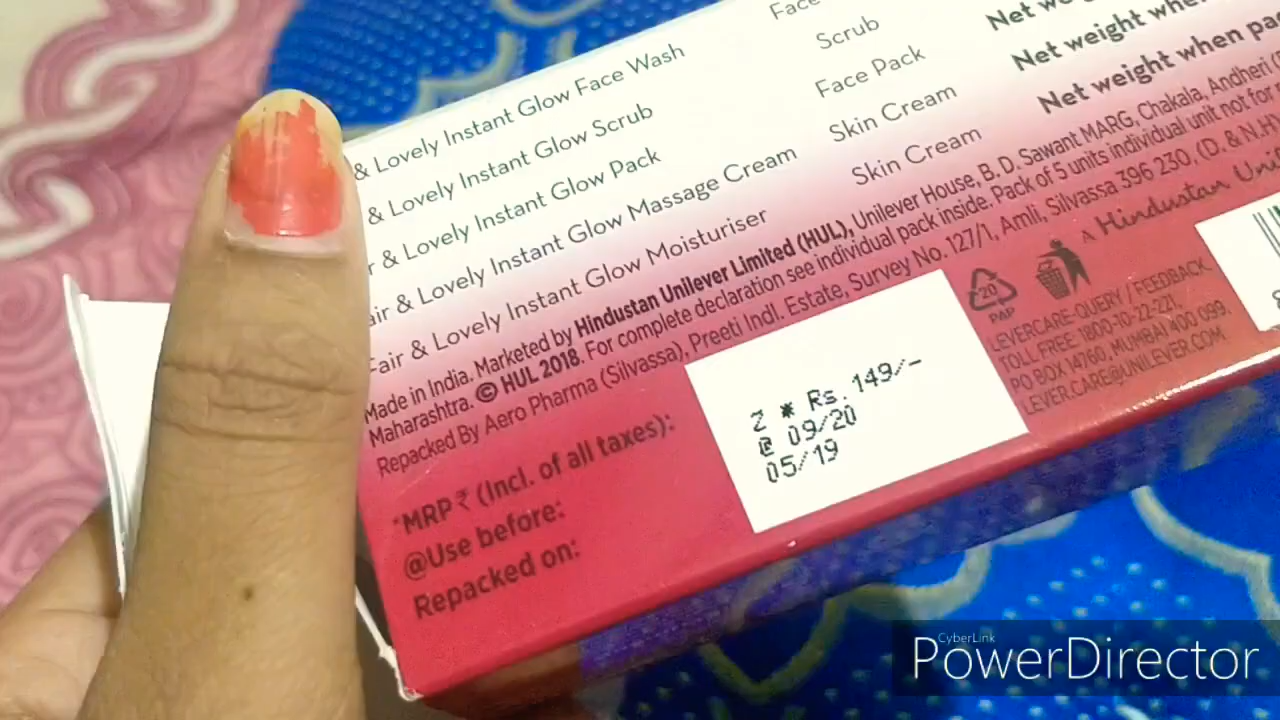 & Lovely Instant Glow Face Wash Face
& Lovely Instant Glow Scrub Scrub Net
r & Lovely Instant Glow Pack Face Pack Net weight
air & Lovely Instant Glow Massage Cream Skin Cream Net weight when
Fair & Lovely Instant Glow Moisturiser Skin Cream
Made in India. Marketed by Hindustan Unilever Limited (HUL), Unilever House, B. D. Sawant MARG, Chakala, Andheri
Maharashtra. © HUL 2018. For complete declaration see individual pack inside. Pack of 5 units individual unit not for
Repacked By Aero Pharma (Silvassa), Preeti Indl. Estate, Survey No. 127/1, Amli, Silvassa 396 230, (D. & N.H
*MRP ₹ (Incl. of all taxes):
@Use before:
Repacked on:
Z * Rs. 149/-
@ 09/20
05/19
20
PAP
A Hindustan
LEVERCARE-QUERY / FEEDBACK
TOLL FREE 1800-10-22-221,
PO BOX 14760, MUMBAI 400 099.
LEVER.CARE@UNILEVER.COM
CyberLink
PowerDirector